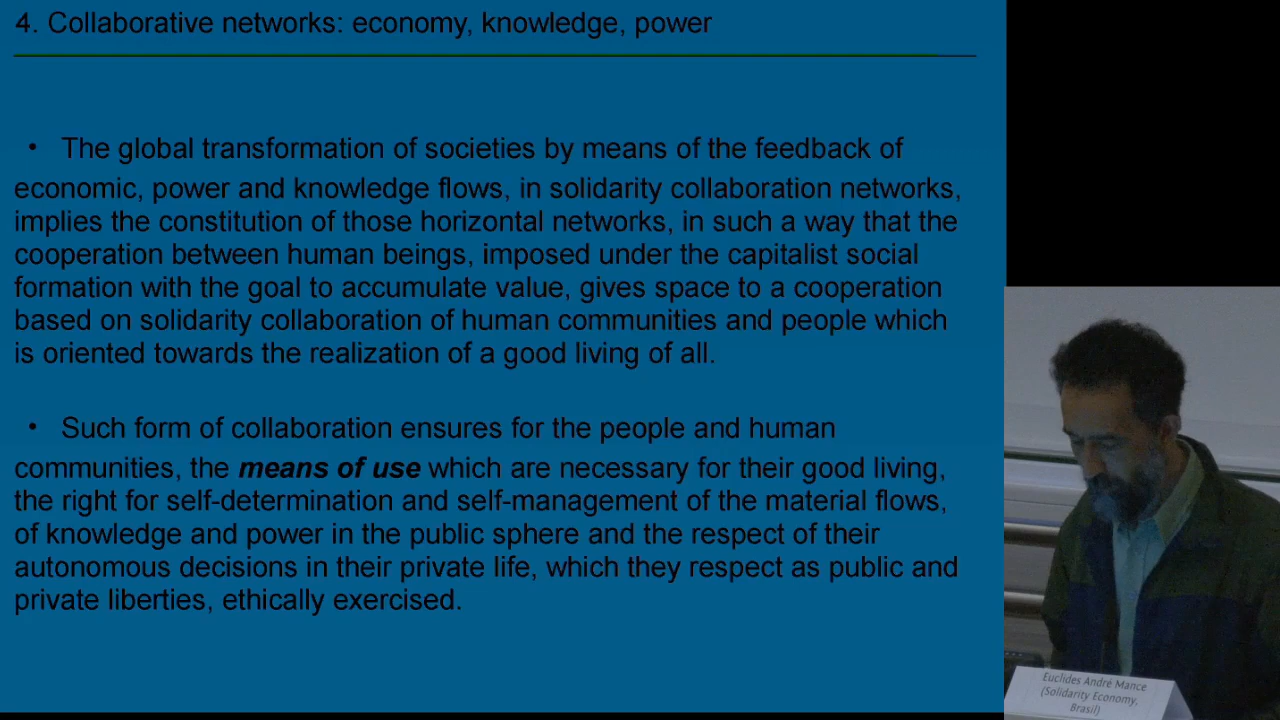 4. Collaborative networks: economy, knowledge, power
• The global transformation of societies by means of the feedback of
economic, power and knowledge flows, in solidarity collaboration networks,
implies the constitution of those horizontal networks, in such a way that the
cooperation between human beings, imposed under the capitalist social
formation with the goal to accumulate value, gives space to a cooperation
based on solidarity collaboration of human communities and people which
is oriented towards the realization of a good living of all.
• Such form of collaboration ensures for the people and human
communities, the means of use which are necessary for their good living,
the right for self-determination and self-management of the material flows,
of knowledge and power in the public sphere and the respect of their
autonomous decisions in their private life, which they respect as public and
private liberties, ethically exercised.
Euclides André Mance
(Solidarity Economy,
Brasil)